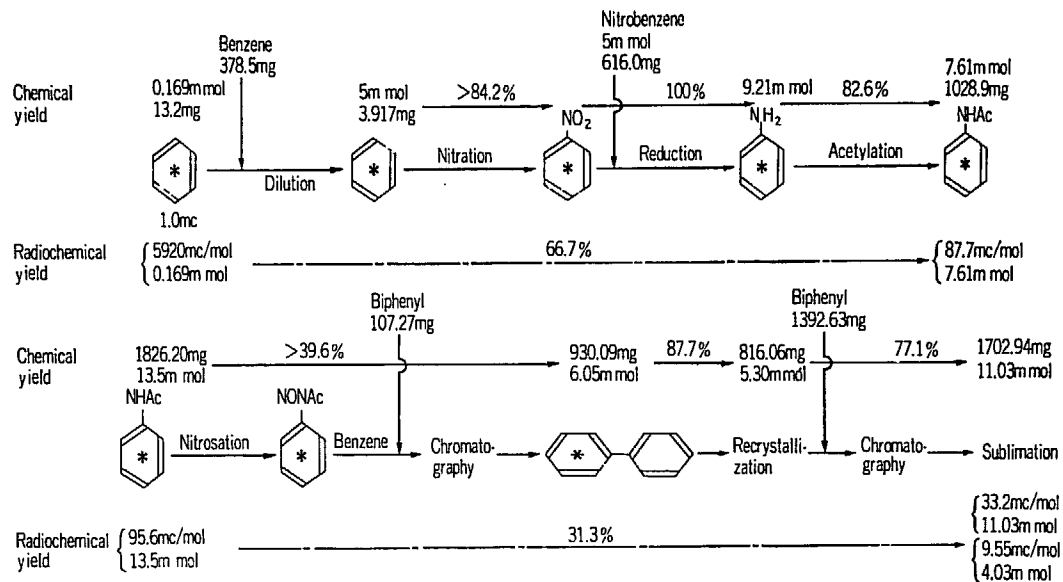 Benzene
378.5mg
Nitrobenzene
5m mol
616.0mg
Chemical
yield
0.169m mol
13.2mg
5m mol
3.917mg
>84.2%
100%
9.21m mol
82.6%
7.61m mol
1028.9mg
NO2
NH2
NHAc
*
*
*
*
*
Dilution
Nitration
Reduction
Acetylation
1.0mc
Radiochemical
yield
5920mc/mol
0.169m mol
66.7%
87.7mc/mol
7.61m mol
Biphenyl
107.27mg
Biphenyl
1392.63mg
Chemical
yield
1826.20mg
13.5m mol
>39.6%
930.09mg
6.05m mol
87.7%
816.06mg
5.30m mol
77.1%
1702.94mg
11.03m mol
NHAc
NONAc
*
*
*
Nitrosation
Benzene
Chromato-
graphy
Recrystalli-
zation
Chromato-
graphy
Sublimation
Radiochemical
yield
95.6mc/mol
13.5m mol
31.3%
33.2mc/mol
11.03m mol
9.55mc/mol
4.03m mol